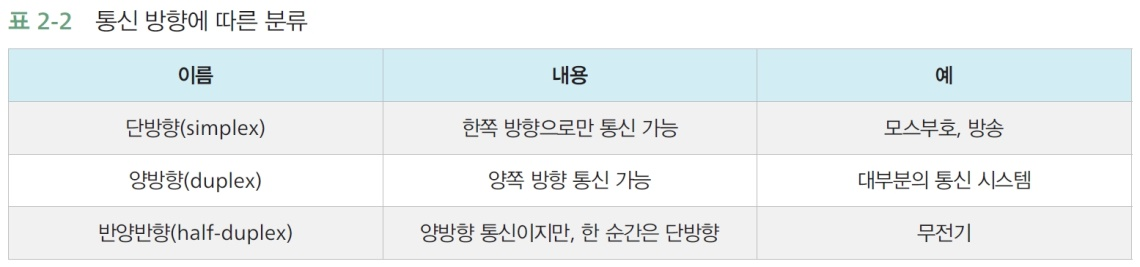 표 2-2 통신 방향에 따른 분류
이름 내용 예
단방향(simplex) 한쪽 방향으로만 통신 가능 모스부호, 방송
양방향(duplex) 양쪽 방향 통신 가능 대부분의 통신 시스템
반양반향(half-duplex) 양방향 통신이지만, 한 순간은 단방향 무전기